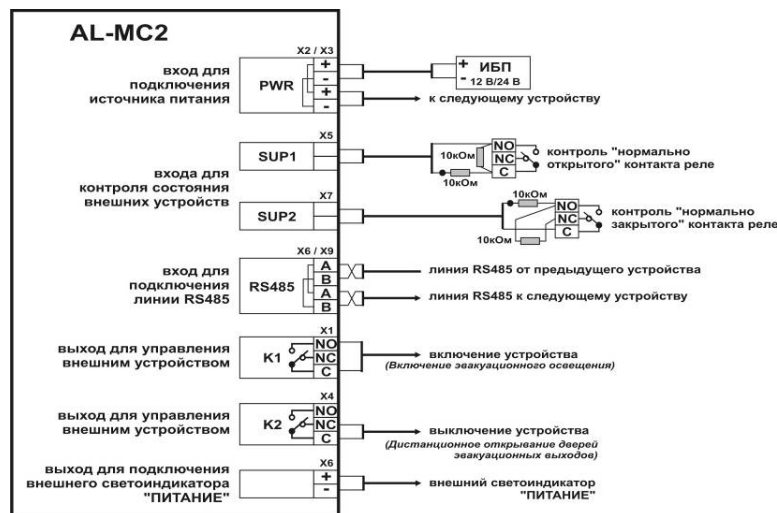 AL-MC2
X2 / X3
вход для
подключения
источника питания
PWR
+
-
+
-
+
-
ИБП
12 В/24 В
к следующему устройству
X5
SUP1
входа для
контроля состояния
внешних устройств
10кОм
10кОм
NO
NC
C
контроль "нормально
открытого" контакта реле
X7
SUP2
10кОм
10кОм
NO
NC
C
контроль "нормально
закрытого" контакта реле
X6 / X9
вход для
подключения
линии RS485
RS485
A
B
A
B
линия RS485 от предыдущего устройства
линия RS485 к следующему устройству
X1
выход для управления
внешним устройством
K1
NO
NC
C
включение устройства
(Включение эвакуационного освещения)
X4
выход для управления
внешним устройством
K2
NO
NC
C
выключение устройства
(Дистанционное открывание дверей
эвакуационных выходов)
X6
выход для подключения
внешнего светоиндикатора
"ПИТАНИЕ"
+
-
внешний светоиндикатор
"ПИТАНИЕ"